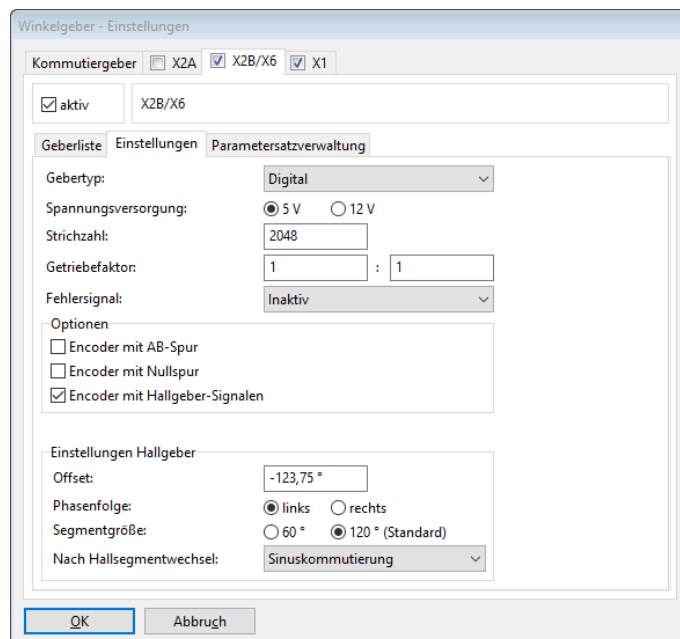 Winkelgeber - Einstellungen
Kommutiergeber X2A X2B/X6 X1
aktiv X2B/X6
Geberliste Einstellungen Parametersatzverwaltung
Gebertyp: Digital
Spannungsversorgung: 5 V 12 V
Strichzahl: 2048
Getriebefaktor: 1 : 1
Fehlersignal: Inaktiv
Optionen
Encoder mit AB-Spur
Encoder mit Nullspur
Encoder mit Hallgeber-Signalen
Einstellungen Hallgeber
Offset: -123,75 °
Phasenfolge: links rechts
Segmentgröße: 60 ° 120 ° (Standard)
Nach Hallsegmentwechsel: Sinuskommutierung
OK Abbruch